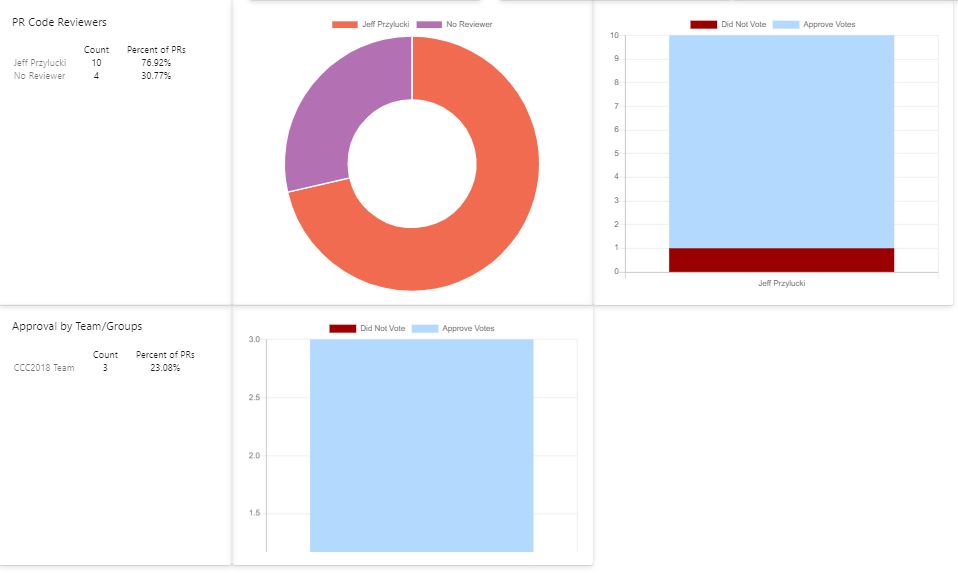 PR Code Reviewers
Count Percent of PRs
Jeff Przylucki 10 76.92%
No Reviewer 4 30.77%
Jeff Przylucki No Reviewer
Did Not Vote Approve Votes
10
9
8
7
6
5
4
3
2
1
0
Jeff Przylucki
Approval by Team/Groups
Count Percent of PRs
CCC2018 Team 3 23.08%
Did Not Vote Approve Votes
3.0
2.5
2.0
1.5